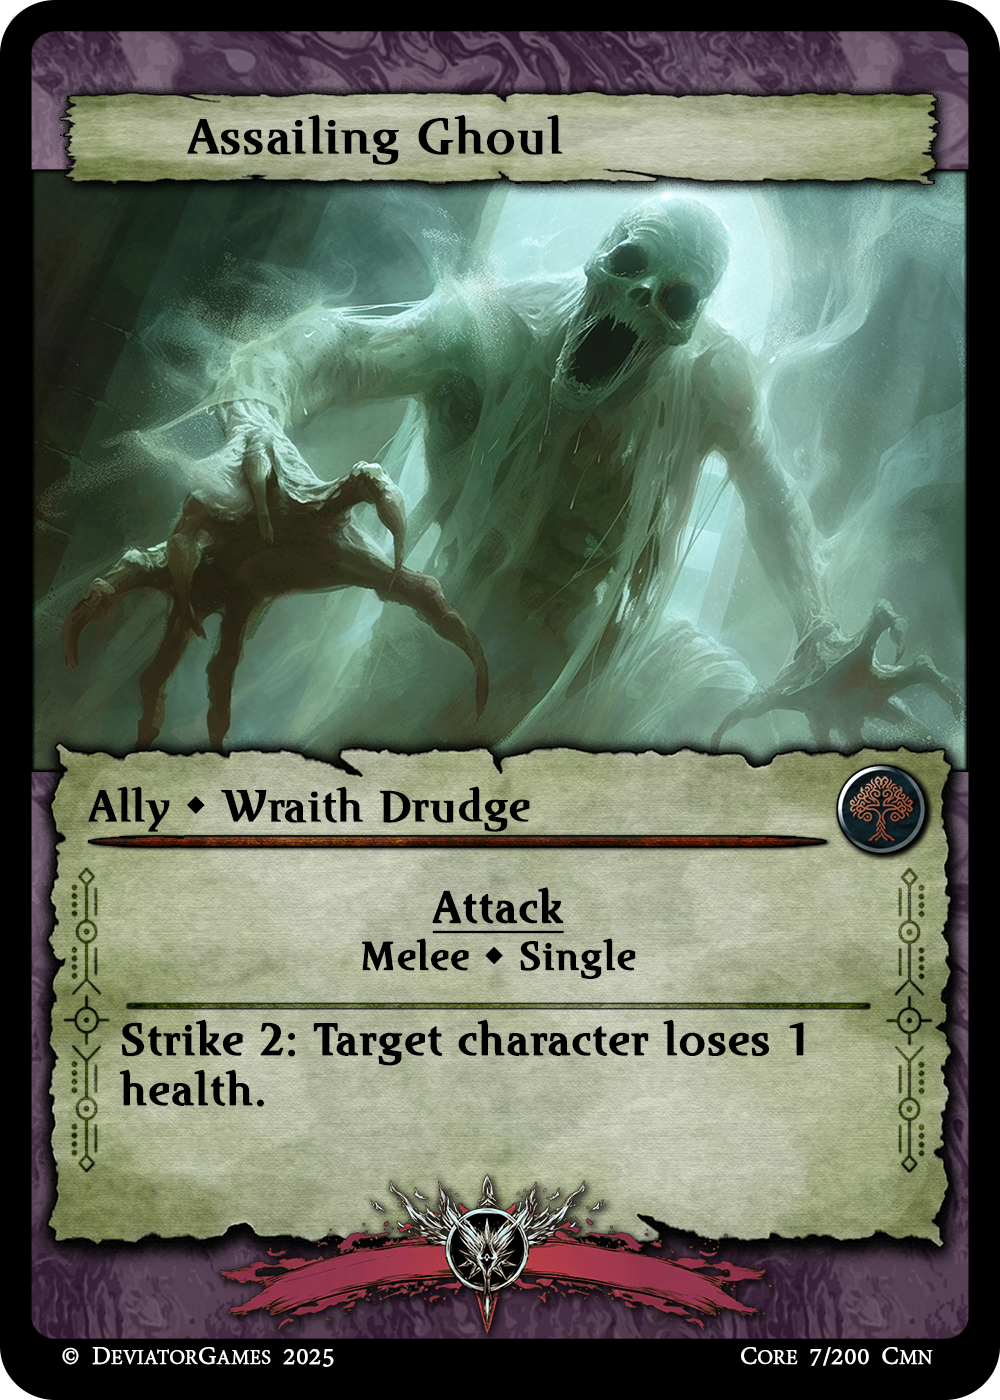 Assailing Ghoul
Ally ◆ Wraith Drudge
Attack
Melee ◆ Single
Strike 2: Target character loses 1
health.
© DeviatorGames 2025
Core 7/200 Cmn